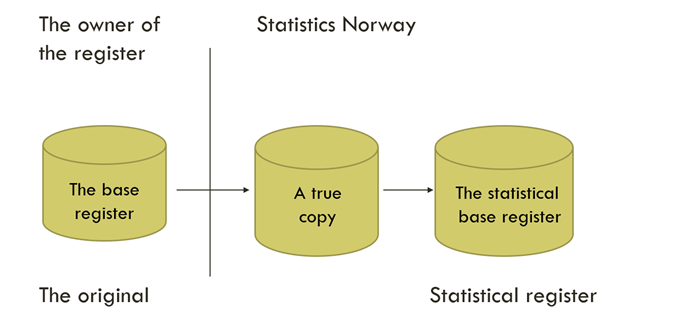 The owner of
the register
Statistics Norway
The base
register
A true
copy
The statistical
base register
The original
Statistical register